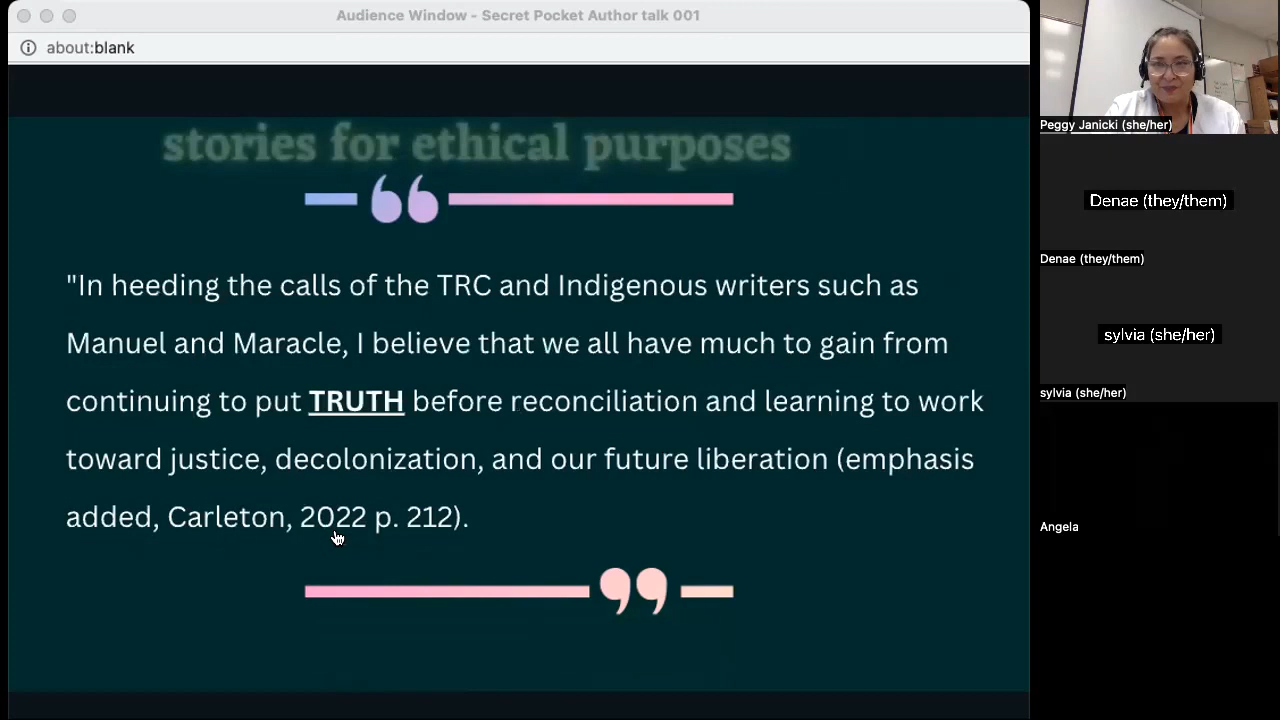 Audience Window - Secret Pocket Author talk 001
about:blank
stories for ethical purposes
"In heeding the calls of the TRC and Indigenous writers such as
Manuel and Maracle, I believe that we all have much to gain from
continuing to put TRUTH before reconciliation and learning to work
toward justice, decolonization, and our future liberation (emphasis
added, Carleton, 2022 p. 212).
Peggy Janicki (she/her)
Denae (they/them)
Denae (they/them)
sylvia (she/her)
sylvia (she/her)
Angela